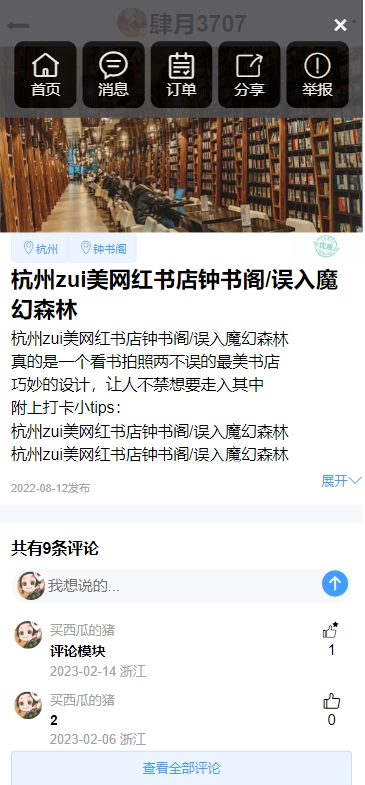 肆月3707
×
首页 消息 订单 分享 举报
杭州 钟书阁
优惠
杭州zui美网红书店钟书阁/误入魔
幻森林
杭州zui美网红书店钟书阁/误入魔幻森林
真的是一个看书拍照两不误的最美书店
巧妙的设计，让人不禁想要走入其中
附上打卡小tips：
杭州zui美网红书店钟书阁/误入魔幻森林
杭州zui美网红书店钟书阁/误入魔幻森林
展开
2022-08-12发布
共有9条评论
我想说的...
买西瓜的猪
评论模块
1
2023-02-14 浙江
买西瓜的猪
2
0
2023-02-06 浙江
查看全部评论